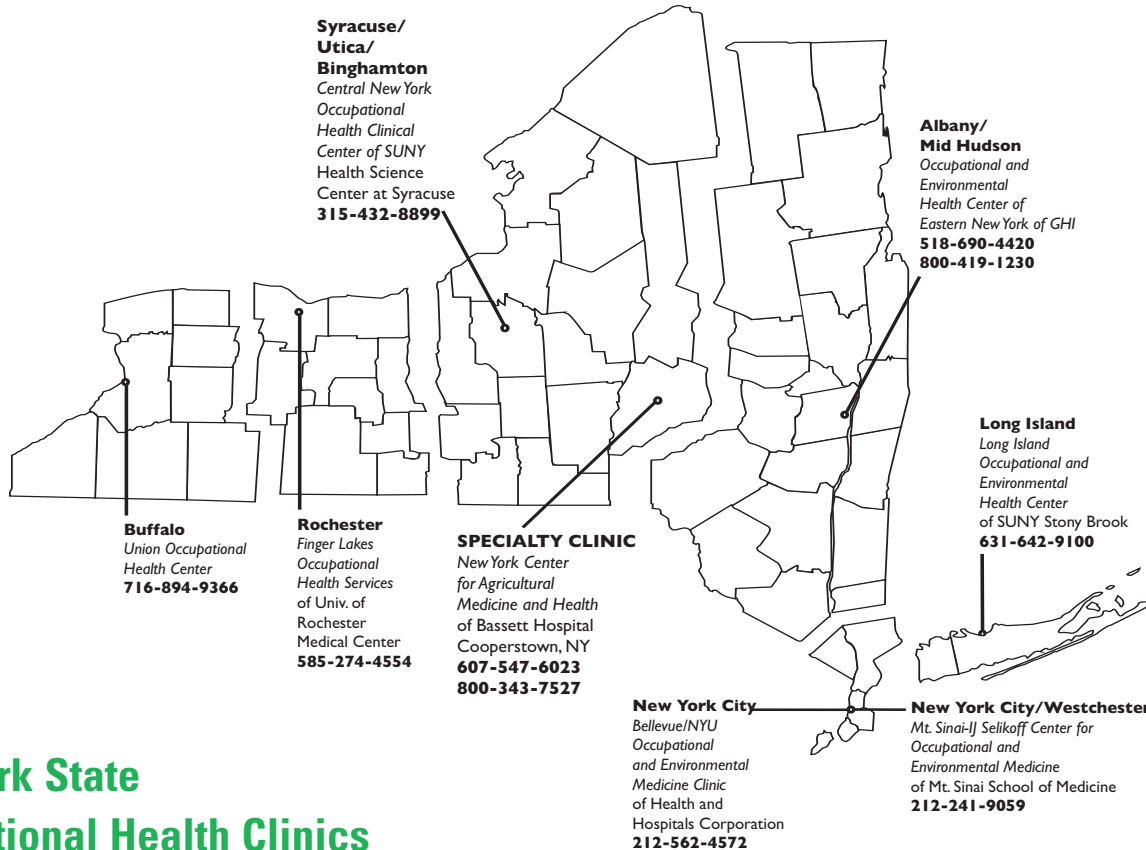 Syracuse/
Utica/
Binghamton
Central New York
Occupational
Health Clinical
Center of SUNY
Health Science
Center at Syracuse
315-432-8899
Albany/
Mid Hudson
Occupational and
Environmental
Health Center of
Eastern New York of GHI
518-690-4420
800-419-1230
Buffalo
Union Occupational
Health Center
716-894-9366
Rochester
Finger Lakes
Occupational
Health Services
of Univ. of
Rochester
Medical Center
585-274-4554
SPECIALTY CLINIC
New York Center
for Agricultural
Medicine and Health
of Bassett Hospital
Cooperstown, NY
607-547-6023
800-343-7527
Long Island
Long Island
Occupational and
Environmental
Health Center
of SUNY Stony Brook
631-642-9100
New York City
Bellevue/NYU
Occupational
and Environmental
Medicine Clinic
of Health and
Hospitals Corporation
212-562-4572
New York City/Westchester
Mt. Sinai-IJ Selikoff Center for
Occupational and
Environmental Medicine
of Mt. Sinai School of Medicine
212-241-9059
rk State
tional Health Clinics